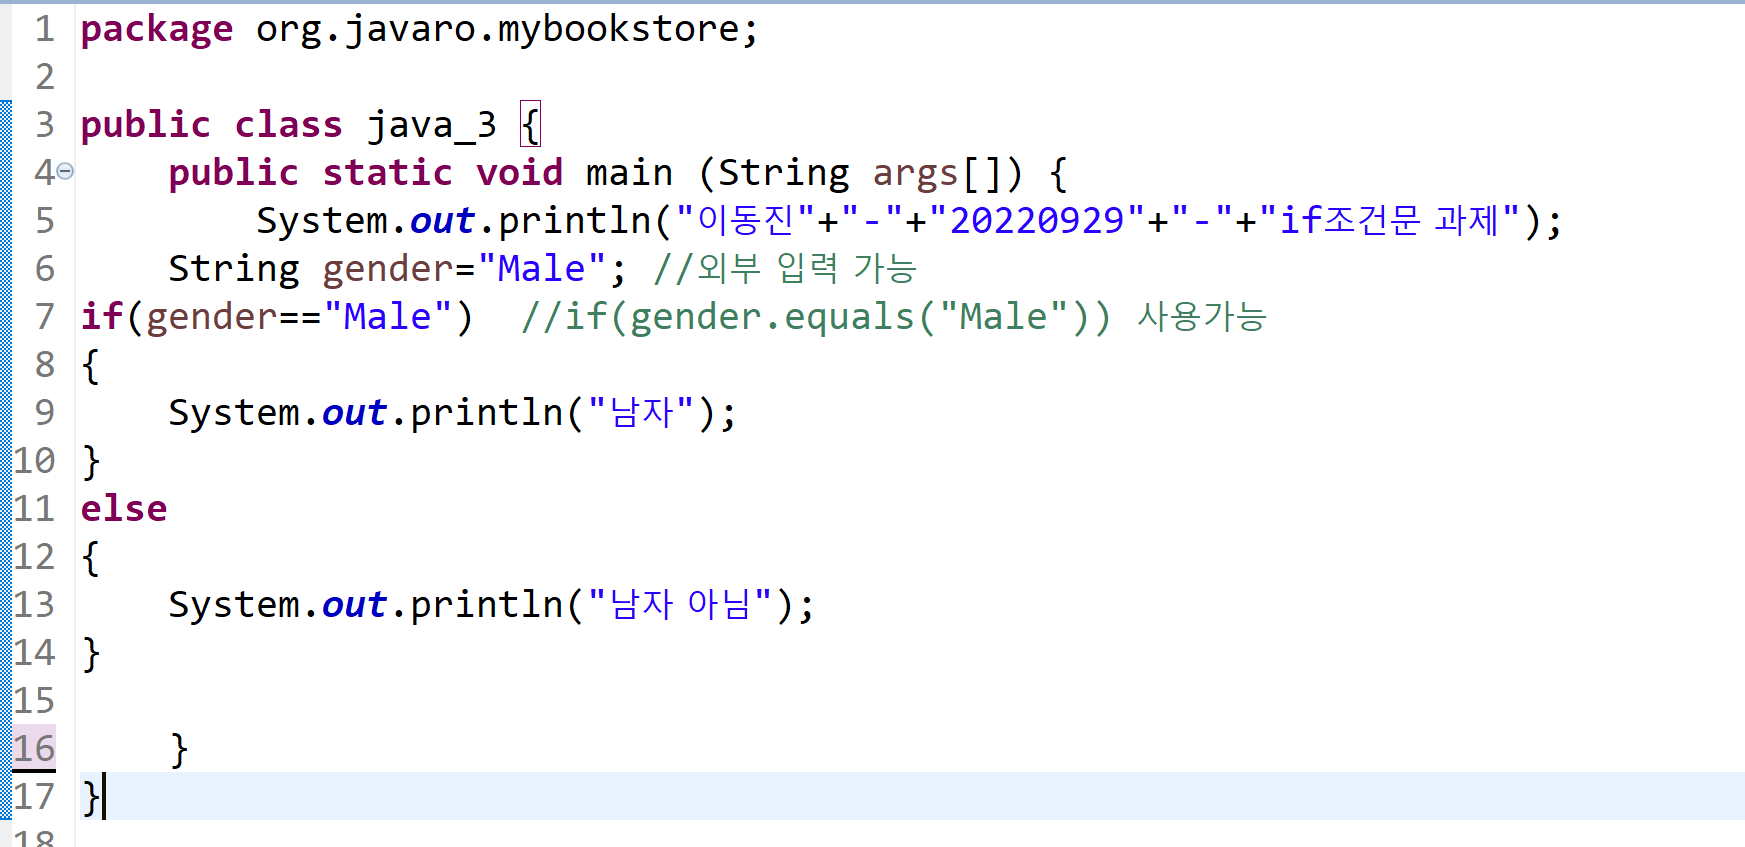 1 package org.javaro.mybookstore;
2
3 public class java_3 {
4     public static void main (String args[]) {
5         System.out.println("이동진"+"-"+"20220929"+"-"+"if조건문 과제");
6     String gender="Male"; //외부 입력 가능
7 if(gender=="Male")  //if(gender.equals("Male")) 사용가능
8 {
9     System.out.println("남자");
10 }
11 else
12 {
13     System.out.println("남자 아님");
14 }
15
16     }
17 }
18